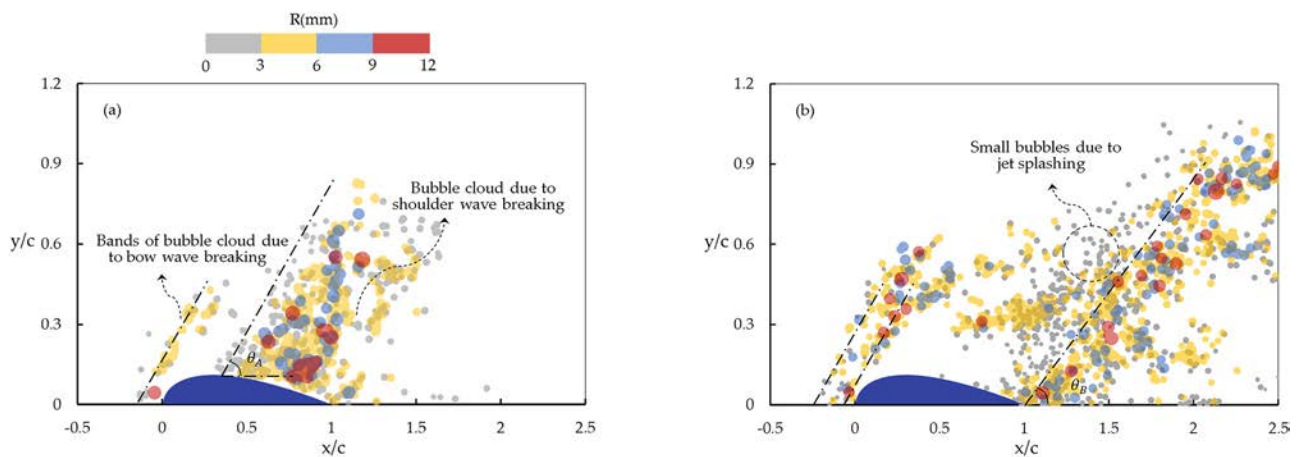 R(mm)
0 3 6 9 12
1.2
(a)
0.9
Bubble cloud due to
shoulder wave breaking
y/c 0.6
Bands of bubble cloud due
to bow wave breaking
0.3
θA
0
-0.5 0 0.5 1 1.5 2 2.5
x/c
1.2
(b)
Small bubbles due to
jet splashing
0.9
y/c 0.6
0.3
θB
0
-0.5 0 0.5 1 1.5 2 2.5
x/c